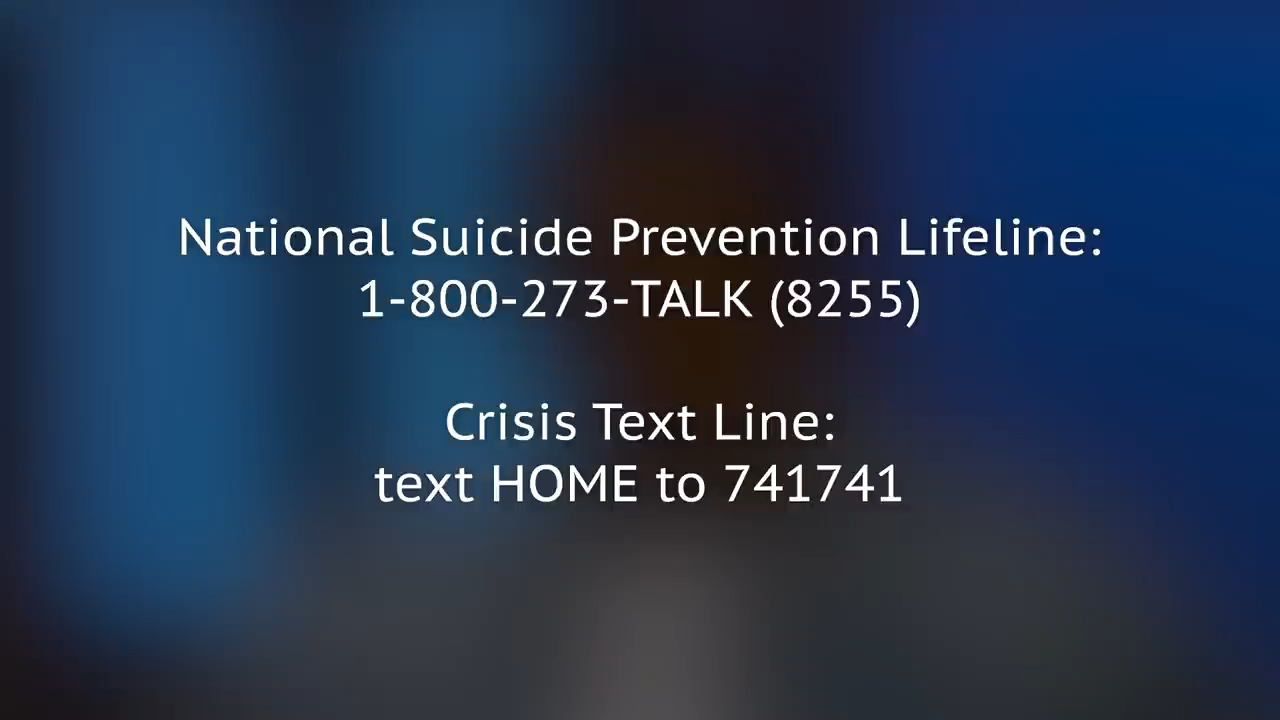 National Suicide Prevention Lifeline:
1-800-273-TALK (8255)
Crisis Text Line:
text HOME to 741741